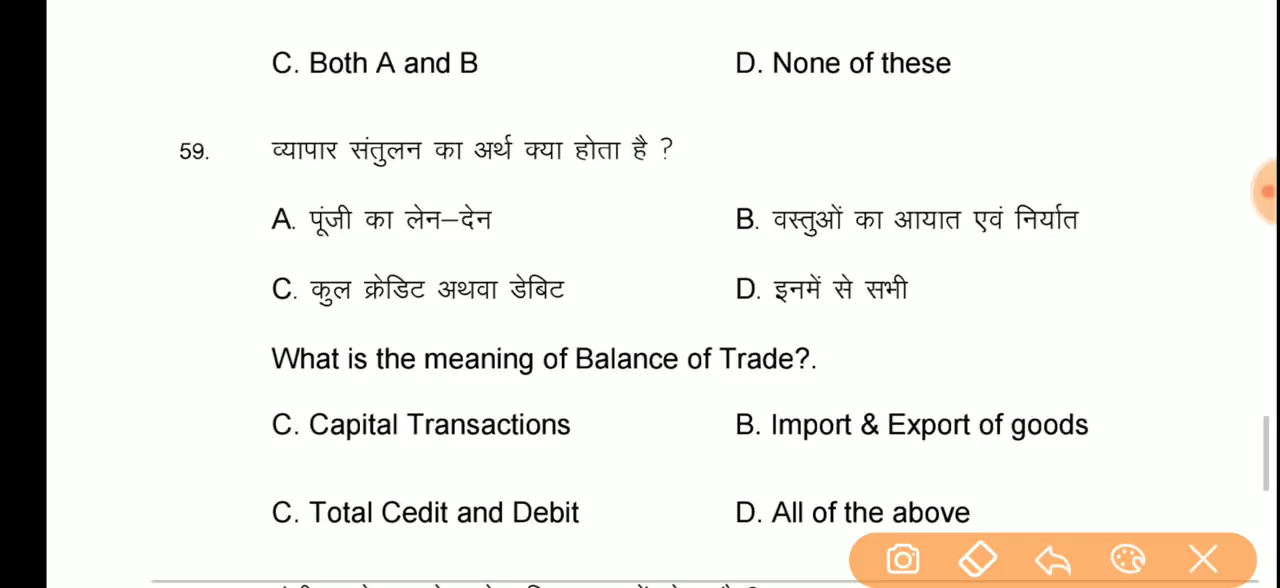 C. Both A and B D. None of these
59. व्यापार संतुलन का अर्थ क्या होता है ?
A. पूंजी का लेन–देन B. वस्तुओं का आयात एवं निर्यात
C. कुल क्रेडिट अथवा डेबिट D. इनमें से सभी
What is the meaning of Balance of Trade?.
C. Capital Transactions B. Import & Export of goods
C. Total Cedit and Debit D. All of the above